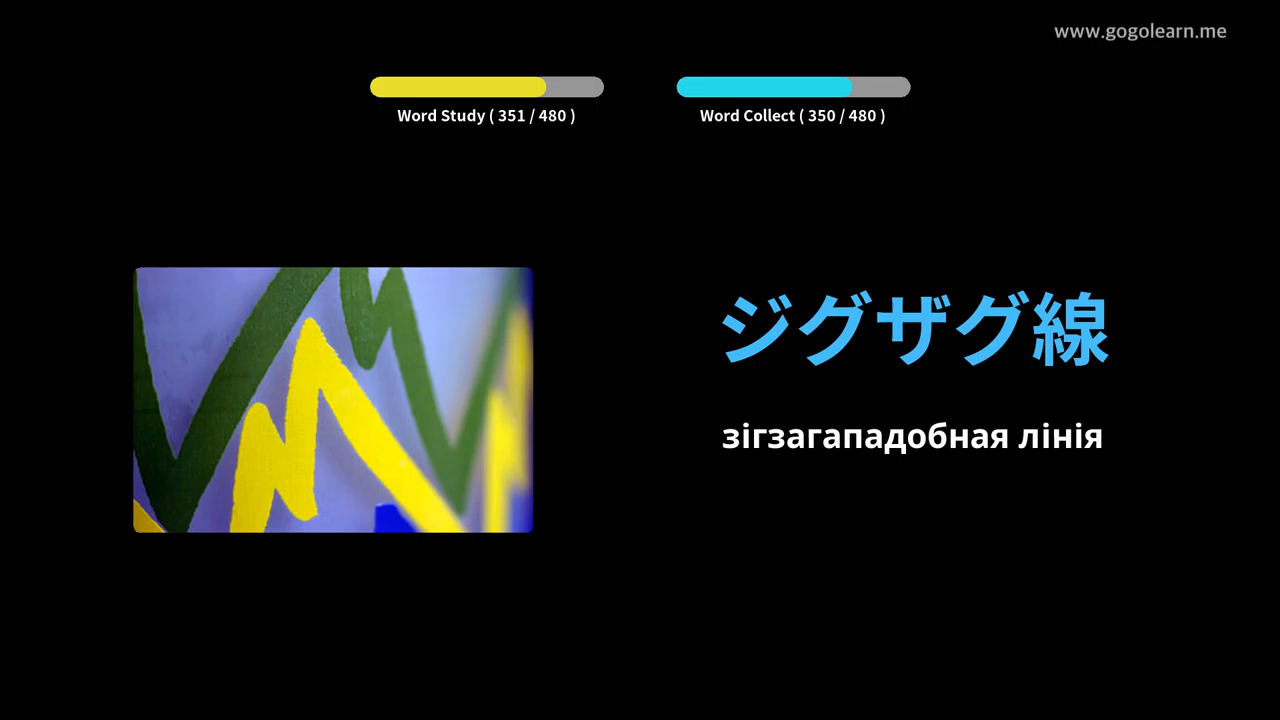 www.gogolearn.me
Word Study ( 351 / 480 )
Word Collect ( 350 / 480 )
ジグザグ線
зігзагападобная лінія